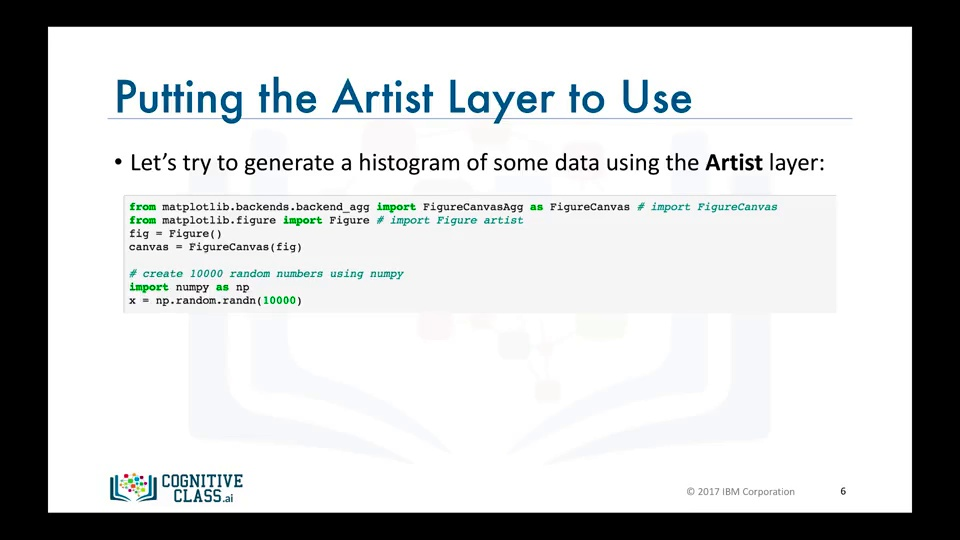 Putting the Artist Layer to Use
• Let's try to generate a histogram of some data using the Artist layer:
from matplotlib.backends.backend_agg import FigureCanvasAgg as FigureCanvas # import FigureCanvas
from matplotlib.figure import Figure # import Figure artist
fig = Figure()
canvas = FigureCanvas(fig)
# create 10000 random numbers using numpy
import numpy as np
x = np.random.randn(10000)
COGNITIVE
CLASS.ai
© 2017 IBM Corporation 6